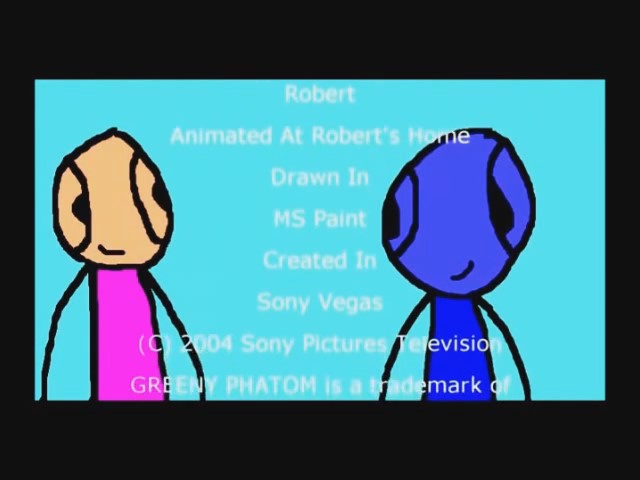 Robert
Animated At Robert's Home
Drawn In
MS Paint
Created In
Sony Vegas
(C) 2004 Sony Pictures Television
GREENY PHATOM is a trademark of